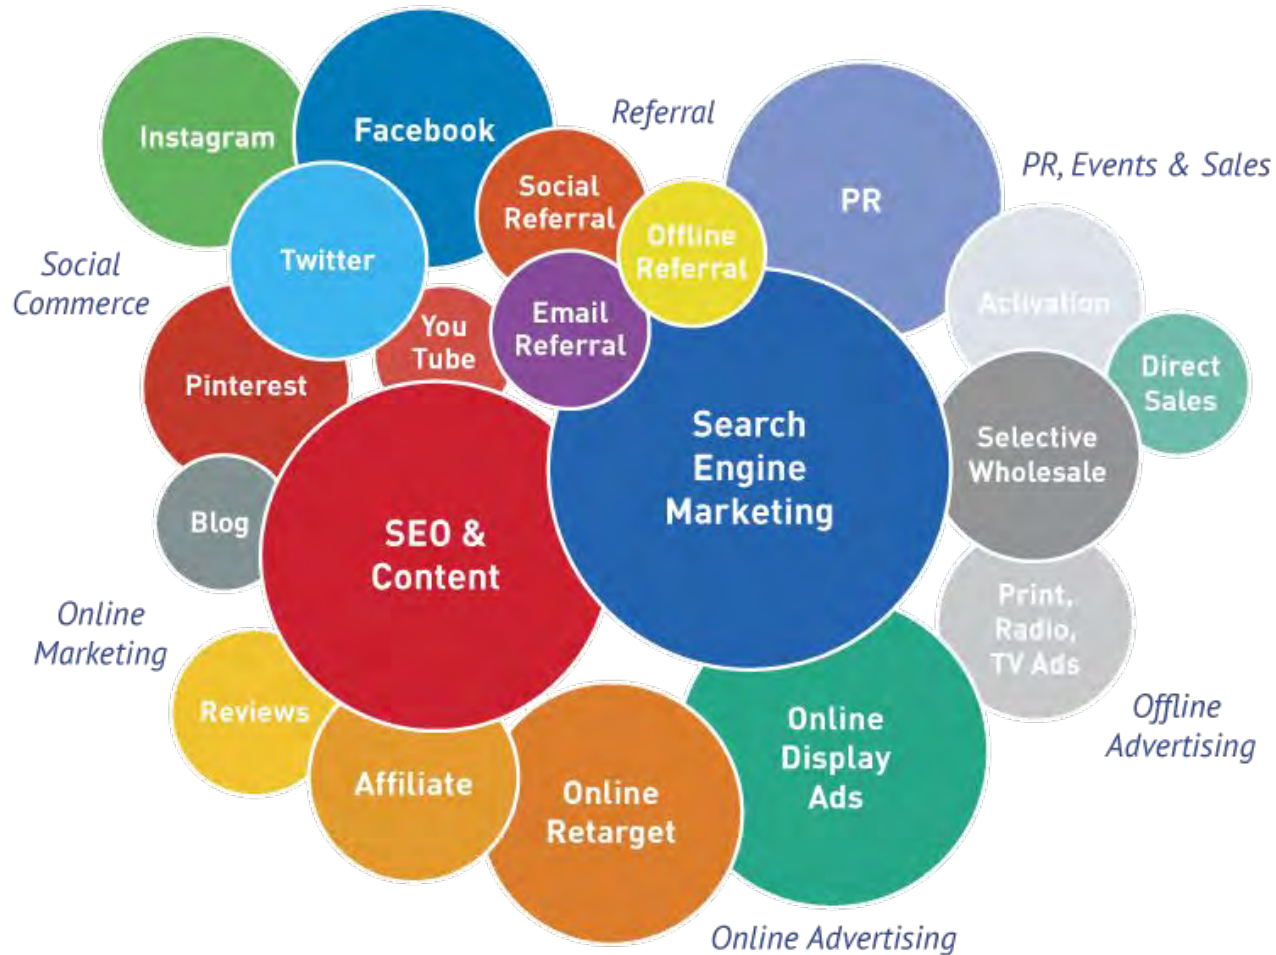 Instagram
Facebook
Referral
PR, Events & Sales
Social
Referral
PR
Offline
Referral
Twitter
Social
Commerce
Activation
You
Tube
Email
Referral
Pinterest
Direct
Sales
Search
Engine
Marketing
Selective
Wholesale
Blog
SEO &
Content
Online
Marketing
Print,
Radio,
TV Ads
Reviews
Offline
Advertising
Online
Display
Ads
Affiliate
Online
Retarget
Online Advertising